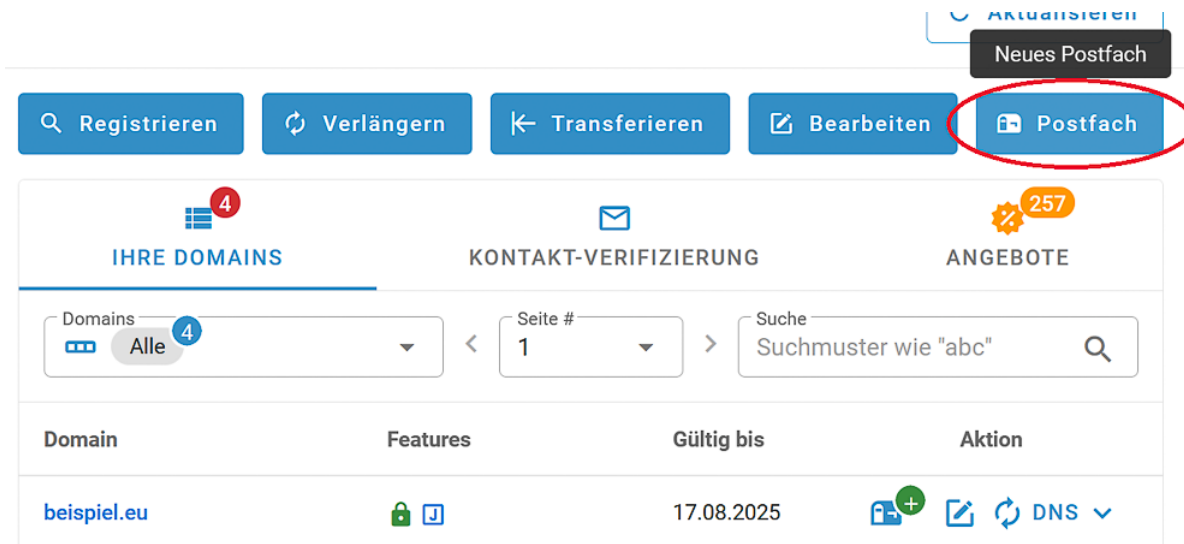 Aktualisieren
Neues Postfach
Registrieren Verlängern Transferieren Bearbeiten Postfach
4 257
IHRE DOMAINS KONTAKT-VERIFIZIERUNG ANGEBOTE
Domains Seite # Suche
Alle 4 1 Suchmuster wie "abc"
Domain Features Gültig bis Aktion
beispiel.eu J 17.08.2025 DNS